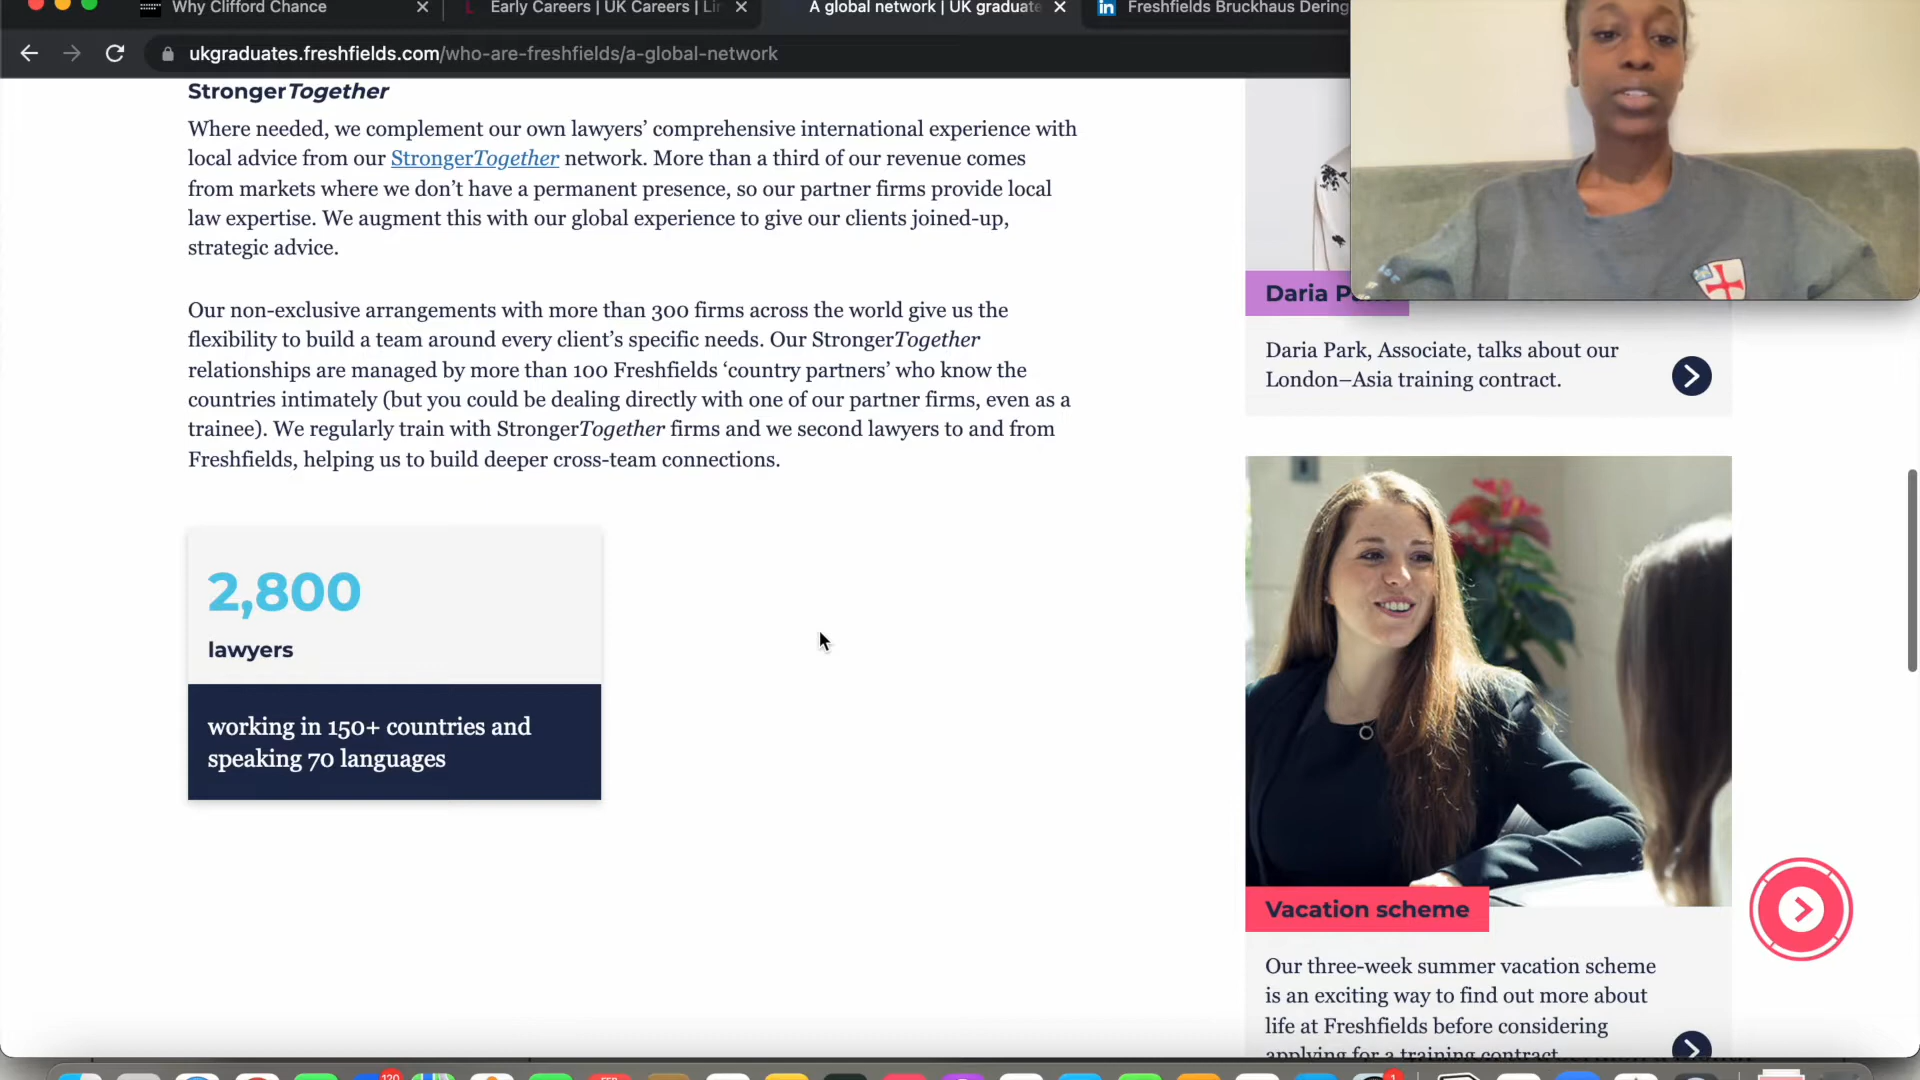 Why Clifford Chance
Early Careers | UK Careers | Lin
A global network | UK graduate
Freshfields Bruckhaus Dering
ukgraduates.freshfields.com/who-are-freshfields/a-global-network
StrongerTogether
Where needed, we complement our own lawyers’ comprehensive international experience with
local advice from our StrongerTogether network. More than a third of our revenue comes
from markets where we don’t have a permanent presence, so our partner firms provide local
law expertise. We augment this with our global experience to give our clients joined-up,
strategic advice.
Our non-exclusive arrangements with more than 300 firms across the world give us the
flexibility to build a team around every client’s specific needs. Our StrongerTogether
relationships are managed by more than 100 Freshfields ‘country partners’ who know the
countries intimately (but you could be dealing directly with one of our partner firms, even as a
trainee). We regularly train with StrongerTogether firms and we second lawyers to and from
Freshfields, helping us to build deeper cross-team connections.
2,800
lawyers
working in 150+ countries and
speaking 70 languages
Daria P
Daria Park, Associate, talks about our
London–Asia training contract.
Vacation scheme
Our three-week summer vacation scheme
is an exciting way to find out more about
life at Freshfields before considering
applying for a training contract.
120
1